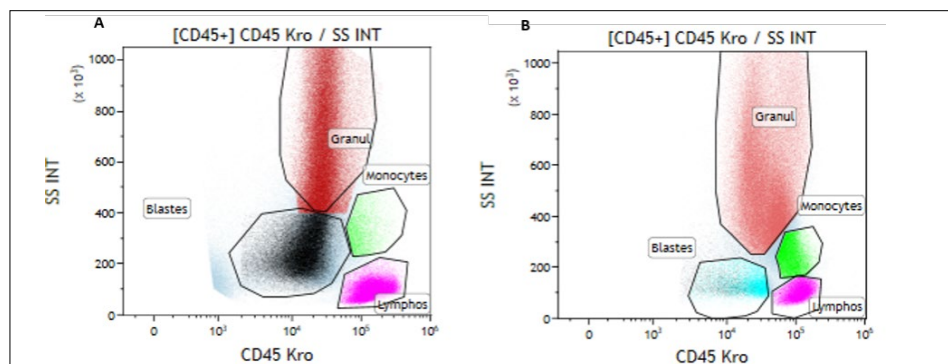 A
[CD45+] CD45 Kro / SS INT
SS INT
(x 10³)
1000
800
600
400
200
0
Granul
Monocytes
Blastes
Lymphos
0
10³
10⁴
10⁵
10⁶
CD45 Kro
B
[CD45+] CD45 Kro / SS INT
SS INT
(x 10³)
1000
800
600
400
200
0
Granul
Monocytes
Blastes
Lymphos
0
10³
10⁴
10⁵
10⁶
CD45 Kro